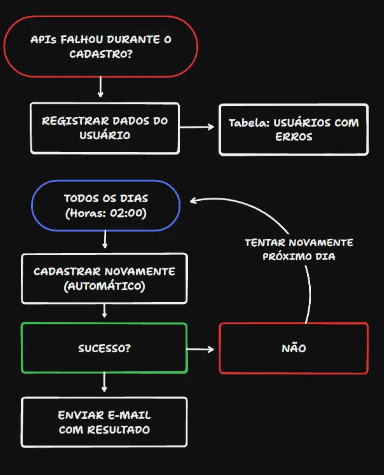 APIs FALHOU DURANTE O
CADASTRO?
REGISTRAR DADOS DO
USUÁRIO
Tabela: USUÁRIOS COM
ERROS
TODOS OS DIAS
(Horas: 02:00)
TENTAR NOVAMENTE
PRÓXIMO DIA
CADASTRAR NOVAMENTE
(AUTOMÁTICO)
SUCESSO?
NÃO
ENVIAR E-MAIL
COM RESULTADO